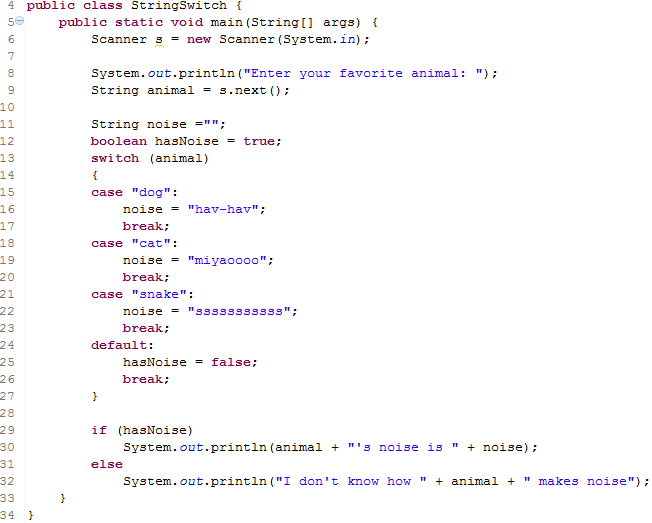 4 public class StringSwitch {
5 public static void main(String[] args) {
6 Scanner s = new Scanner(System.in);
7
8 System.out.println("Enter your favorite animal: ");
9 String animal = s.next();
10
11 String noise ="";
12 boolean hasNoise = true;
13 switch (animal)
14 {
15 case "dog":
16 noise = "hav-hav";
17 break;
18 case "cat":
19 noise = "miyaoooo";
20 break;
21 case "snake":
22 noise = "sssssssssss";
23 break;
24 default:
25 hasNoise = false;
26 break;
27 }
28
29 if (hasNoise)
30 System.out.println(animal + "'s noise is " + noise);
31 else
32 System.out.println("I don't know how " + animal + " makes noise");
33 }
34 }